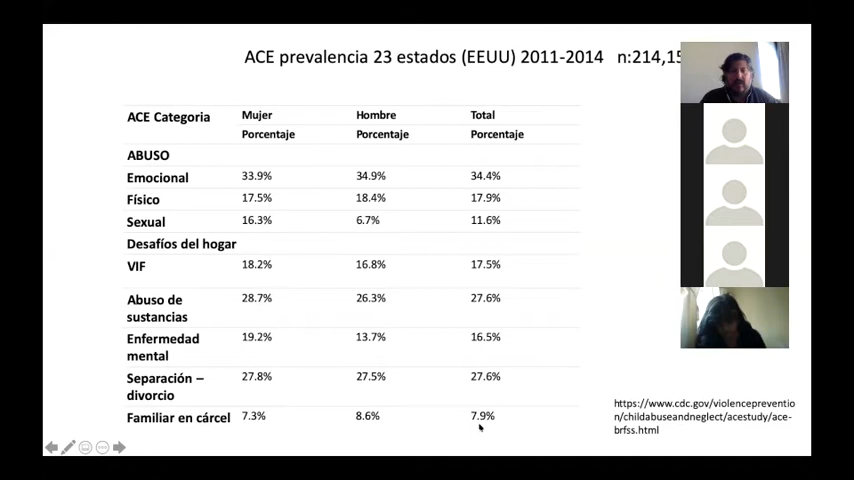 ACE prevalencia 23 estados (EEUU) 2011-2014 n:214,15
ACE Categoria Mujer Hombre Total
Porcentaje Porcentaje Porcentaje
ABUSO
Emocional 33.9% 34.9% 34.4%
Físico 17.5% 18.4% 17.9%
Sexual 16.3% 6.7% 11.6%
Desafíos del hogar
VIF 18.2% 16.8% 17.5%
Abuso de 28.7% 26.3% 27.6%
sustancias
Enfermedad 19.2% 13.7% 16.5%
mental
Separación – 27.8% 27.5% 27.6%
divorcio
Familiar en cárcel 7.3% 8.6% 7.9%
https://www.cdc.gov/violencepreventio
n/childabuseandneglect/acestudy/ace-
brfss.html